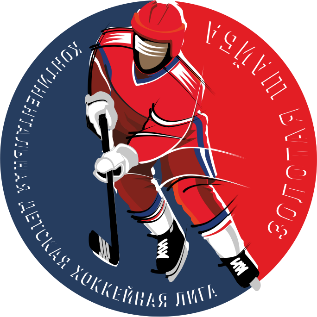 КОНТИНЕНТАЛЬНАЯ ДЕТСКАЯ ХОККЕЙНАЯ ЛИГА
ЗОЛОТАЯ ШАЙБА